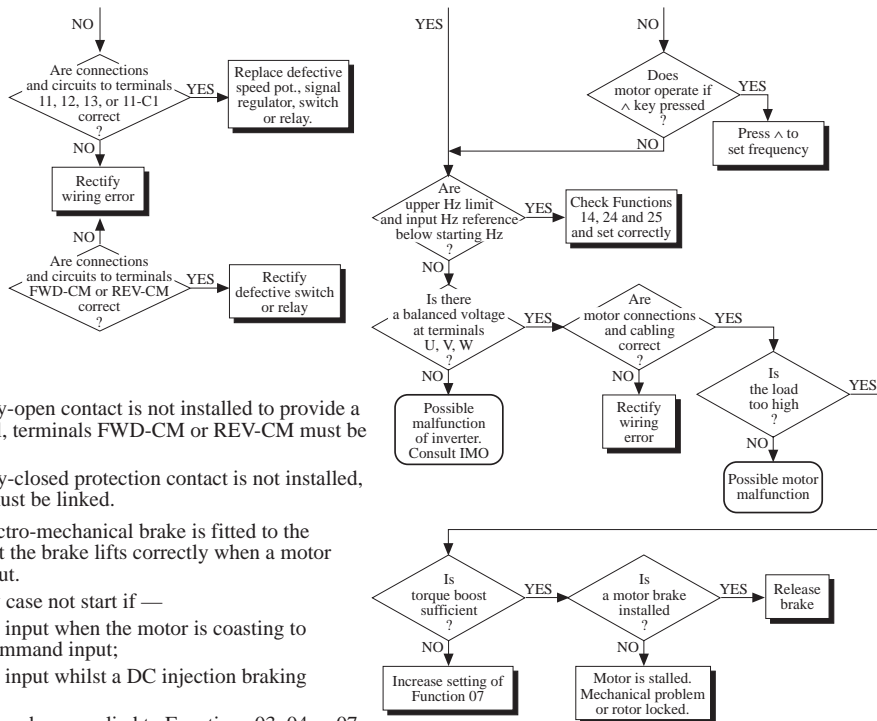 NO
Are connections
and circuits to terminals
11, 12, 13, or 11-C1
correct
?
YES
Replace defective
speed pot., signal
regulator, switch
or relay.
NO
Rectify
wiring error
NO
Are connections
and circuits to terminals
FWD-CM or REV-CM
correct
?
YES
Rectify
defective switch
or relay
YES
NO
Does
motor operate if
∧ key pressed
?
YES
Press ∧ to
set frequency
NO
Are
upper Hz limit
and input Hz reference
below starting Hz
?
YES
Check Functions
14, 24 and 25
and set correctly
NO
Is there
a balanced voltage
at terminals
U, V, W
?
YES
Are
motor connections
and cabling
correct
?
YES
NO
Possible
malfunction
of inverter.
Consult IMO
NO
Rectify
wiring
error
Is
the load
too high
?
YES
NO
Possible motor
malfunction
y-open contact is not installed to provide a
, terminals FWD-CM or REV-CM must be
y-closed protection contact is not installed,
ust be linked.
ctro-mechanical brake is fitted to the
t the brake lifts correctly when a motor
ut.
case not start if —
input when the motor is coasting to
mmand input;
input whilst a DC injection braking
Is
torque boost
sufficient
?
YES
Is
a motor brake
installed
?
YES
Release
brake
NO
Increase setting of
Function 07
NO
Motor is stalled.
Mechanical problem
or rotor locked.